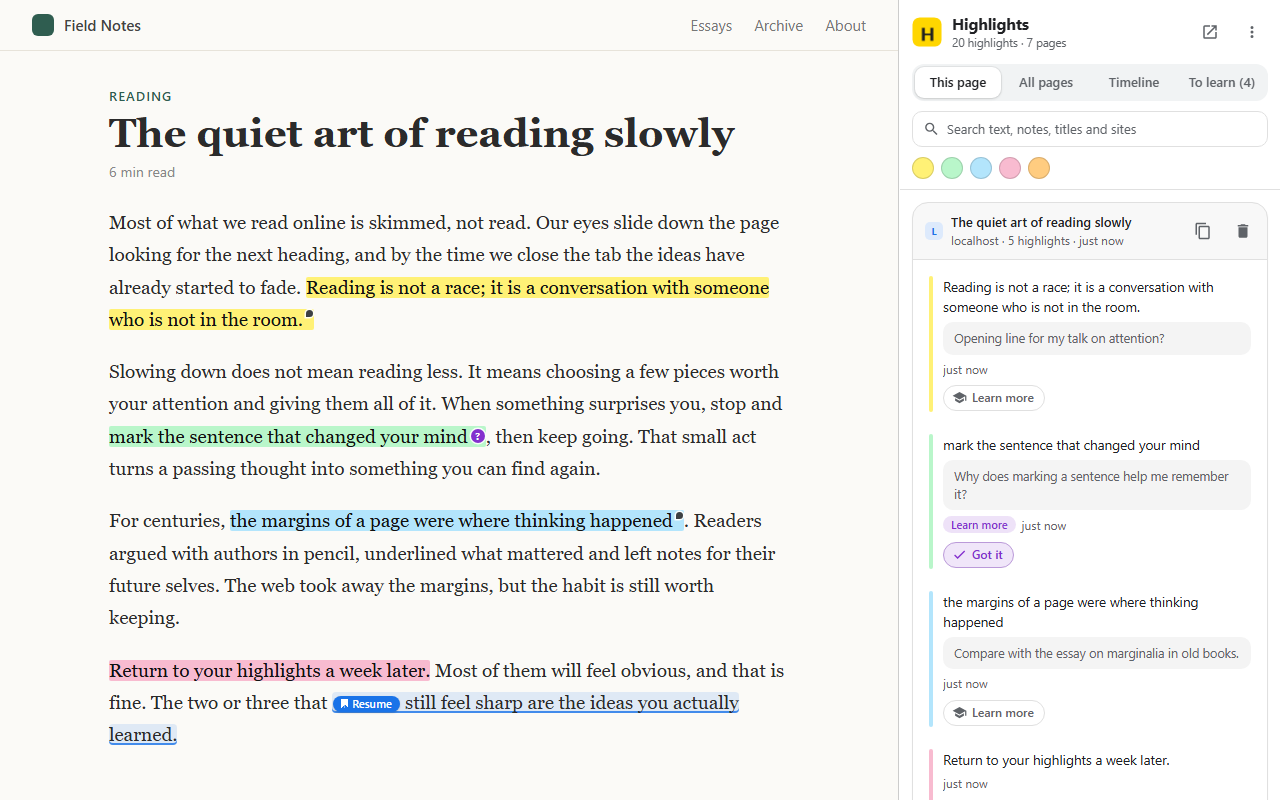 Field Notes
Essays
Archive
About
READING
The quiet art of reading slowly
6 min read
Most of what we read online is skimmed, not read. Our eyes slide down the page
looking for the next heading, and by the time we close the tab the ideas have
already started to fade. Reading is not a race; it is a conversation with someone
who is not in the room.
Slowing down does not mean reading less. It means choosing a few pieces worth
your attention and giving them all of it. When something surprises you, stop and
mark the sentence that changed your mind ?, then keep going. That small act
turns a passing thought into something you can find again.
For centuries, the margins of a page were where thinking happened. Readers
argued with authors in pencil, underlined what mattered and left notes for their
future selves. The web took away the margins, but the habit is still worth
keeping.
Return to your highlights a week later. Most of them will feel obvious, and that is
fine. The two or three that Resume still feel sharp are the ideas you actually
learned.
H
Highlights
20 highlights · 7 pages
This page
All pages
Timeline
To learn (4)
Search text, notes, titles and sites
L
The quiet art of reading slowly
localhost · 5 highlights · just now
Reading is not a race; it is a conversation with
someone who is not in the room.
Opening line for my talk on attention?
just now
Learn more
mark the sentence that changed your mind
Why does marking a sentence help me remember
it?
Learn more just now
Got it
the margins of a page were where thinking
happened
Compare with the essay on marginalia in old books.
just now
Learn more
Return to your highlights a week later.
just now